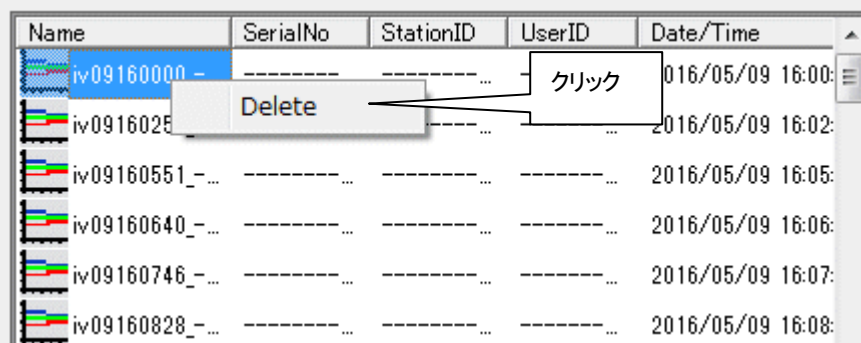 Name SerialNo StationID UserID Date/Time
iv09160000_-... --------- ---------... 016/05/09 16:00:
クリック
Delete
iv0916025 ---... 2016/05/09 16:02:
iv09160551_-... ---------... ---------... --------... 2016/05/09 16:05:
iv09160640_-... ---------... ---------... --------... 2016/05/09 16:06:
iv09160746_-... ---------... ---------... --------... 2016/05/09 16:07:
iv09160828_-... ---------... ---------... --------... 2016/05/09 16:08: